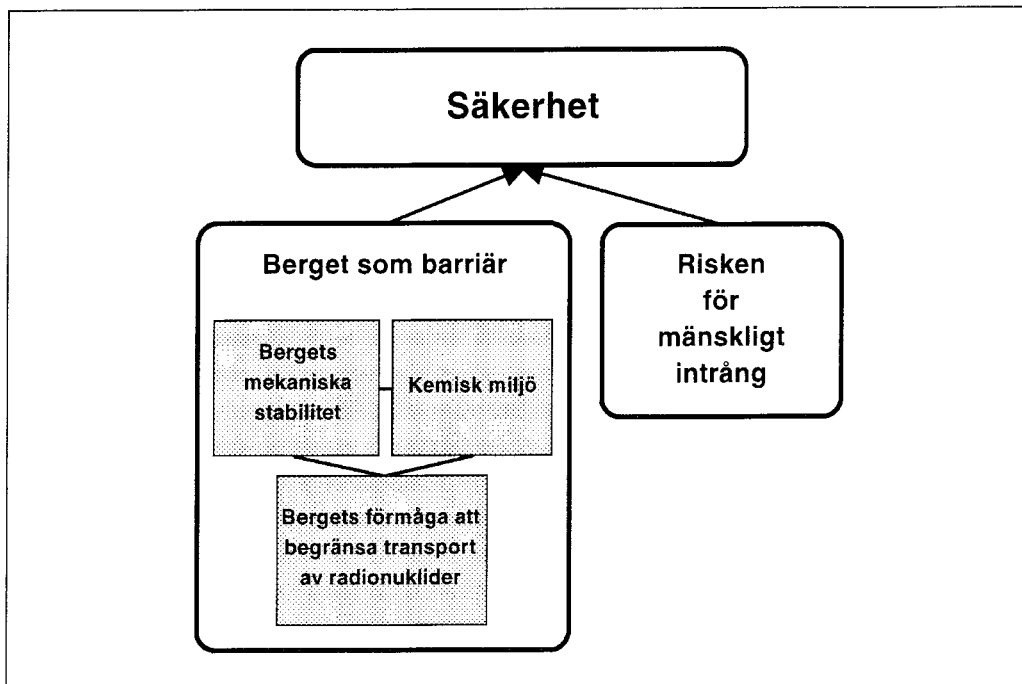 Säkerhet
Berget som barriär
Bergets
mekaniska
stabilitet
Kemisk miljö
Bergets förmåga att
begränsa transport
av radionuklider
Risken
för
mänskligt
intrång